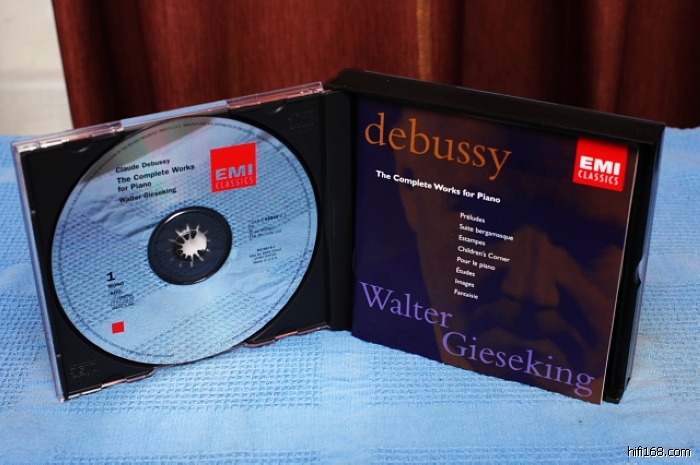 Claude Debussy
The Complete Works
for Piano
Walter Gieseking
EMI
CLASSICS
1
MONO
ADD
debussy
EMI
CLASSICS
The Complete Works for Piano
Préludes
Suite bergamasque
Estampes
Children's Corner
Pour le piano
Études
Images
Fantaisie
Walter
Gieseking
hifi168.com